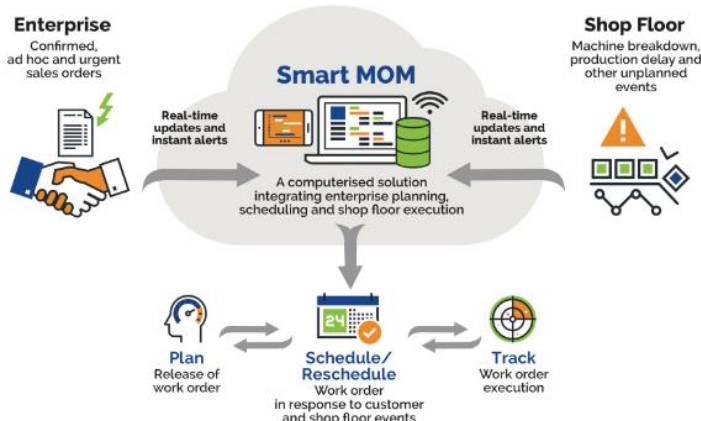 Enterprise
Confirmed,
ad hoc and urgent
sales orders
Shop Floor
Machine breakdown,
production delay and
other unplanned
events
Smart MOM
Real-time
updates and
instant alerts
Real-time
updates and
instant alerts
A computerised solution
integrating enterprise planning,
scheduling and shop floor execution
24
Plan
Release of
work order
Schedule/
Reschedule
Work order
in response to customer
and shop floor events
Track
Work order
execution